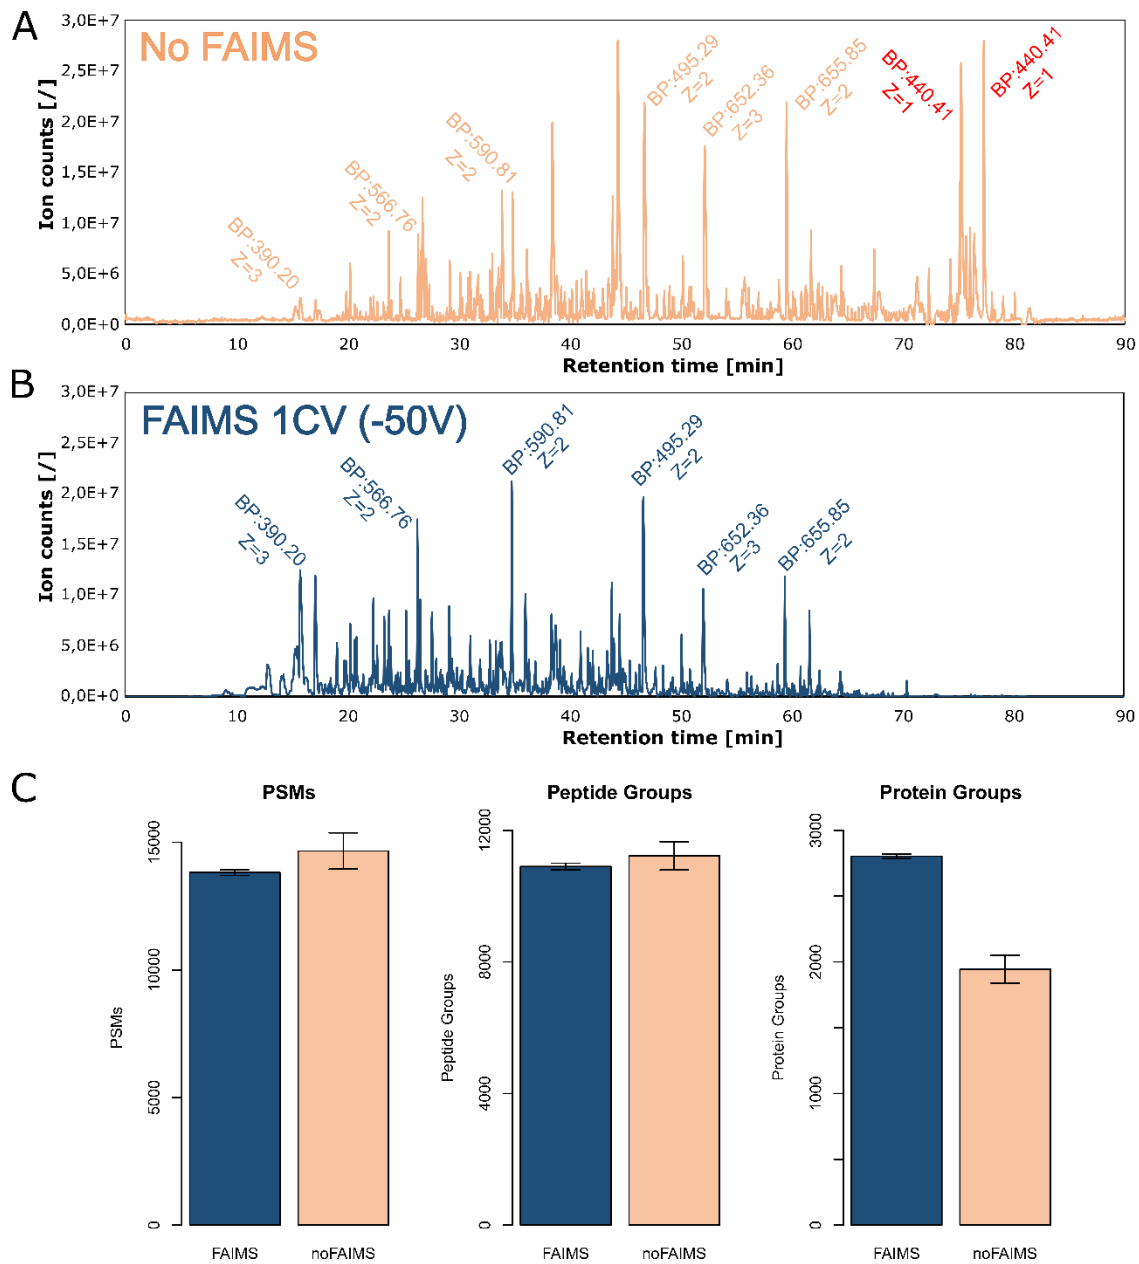 A
No FAIMS
3,0E+7
2,5E+7
2,0E+7
1,5E+7
1,0E+7
5,0E+6
0,0E+0
Ion counts [/]
BP:390.20
Z=3
BP:566.76
Z=2
BP:590.81
Z=2
BP:495.29
Z=2
BP:652.36
Z=3
BP:655.85
Z=2
BP:440.41
Z=1
BP:440.41
Z=1
0 10 20 30 40 50 60 70 80 90
Retention time [min]
B
FAIMS 1CV (-50V)
3,0E+7
2,5E+7
2,0E+7
1,5E+7
1,0E+7
5,0E+6
0,0E+0
Ion counts [/]
BP:390.20
Z=3
BP:566.76
Z=2
BP:590.81
Z=2
BP:495.29
Z=2
BP:652.36
Z=3
BP:655.85
Z=2
0 10 20 30 40 50 60 70 80 90
Retention time [min]
C
PSMs
15000
10000
5000
0
PSMs
FAIMS noFAIMS
Peptide Groups
12000
8000
4000
0
Peptide Groups
FAIMS noFAIMS
Protein Groups
3000
2000
1000
0
Protein Groups
FAIMS noFAIMS